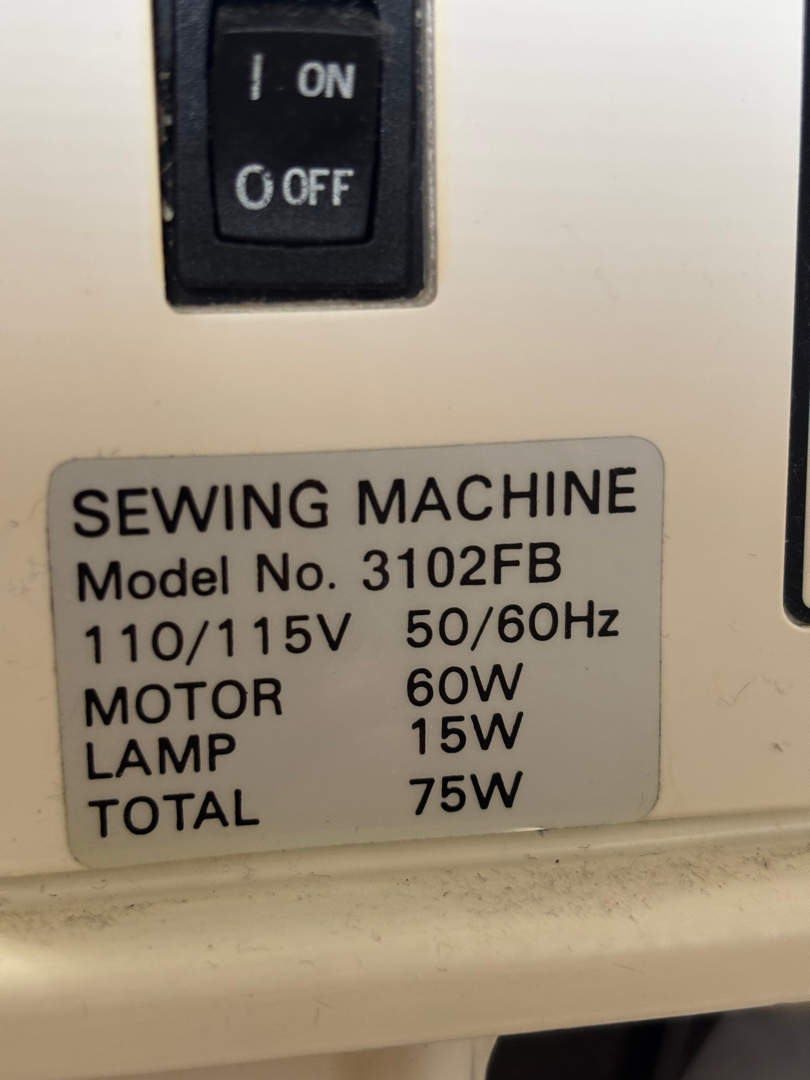 I ON
O OFF
SEWING MACHINE
Model No. 3102FB
110/115V 50/60Hz
MOTOR 60W
LAMP 15W
TOTAL 75W